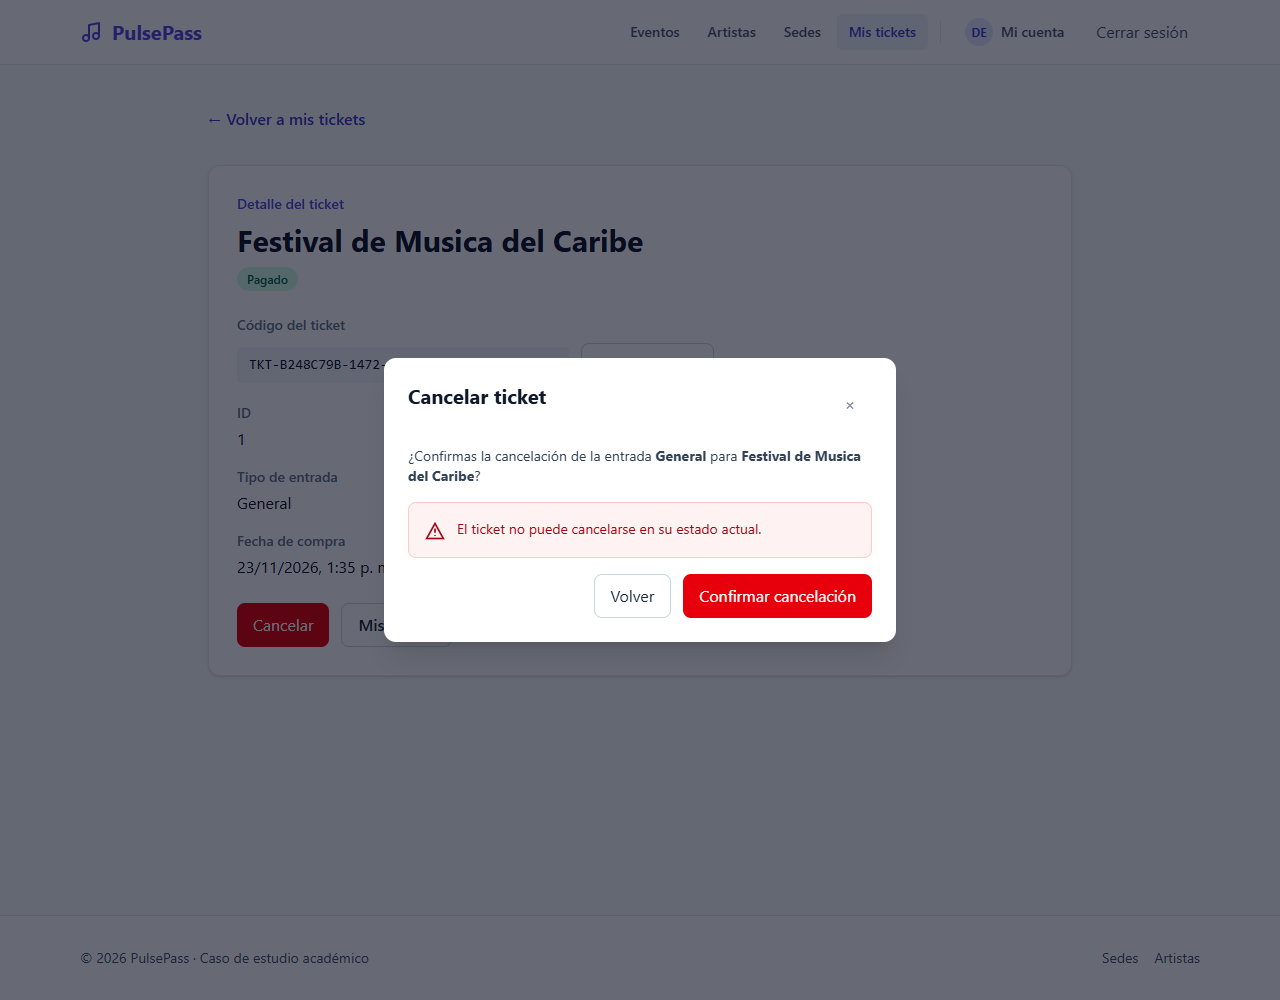 PulsePass
Eventos
Artistas
Sedes
Mis tickets
DE
Mi cuenta
Cerrar sesión
← Volver a mis tickets
Detalle del ticket
Festival de Musica del Caribe
Pagado
Código del ticket
TKT-B248C79B-1472-
ID
1
Tipo de entrada
General
Fecha de compra
23/11/2026, 1:35 p.
Cancelar
Mis
Cancelar ticket
×
¿Confirmas la cancelación de la entrada General para Festival de Musica
del Caribe?
El ticket no puede cancelarse en su estado actual.
Volver
Confirmar cancelación
© 2026 PulsePass · Caso de estudio académico
Sedes
Artistas